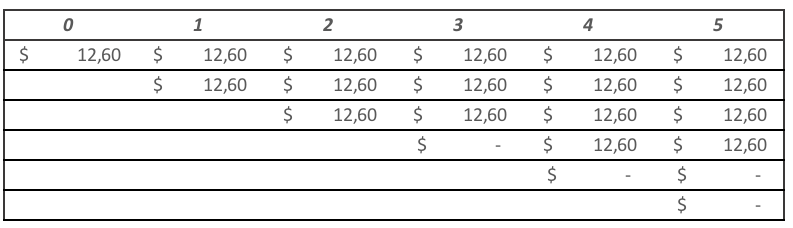 0 1 2 3 4 5
$ 12,60 $ 12,60 $ 12,60 $ 12,60 $ 12,60 $ 12,60
$ 12,60 $ 12,60 $ 12,60 $ 12,60 $ 12,60
$ 12,60 $ 12,60 $ 12,60 $ 12,60
$ - $ 12,60 $ 12,60
$ - $ -
$ -